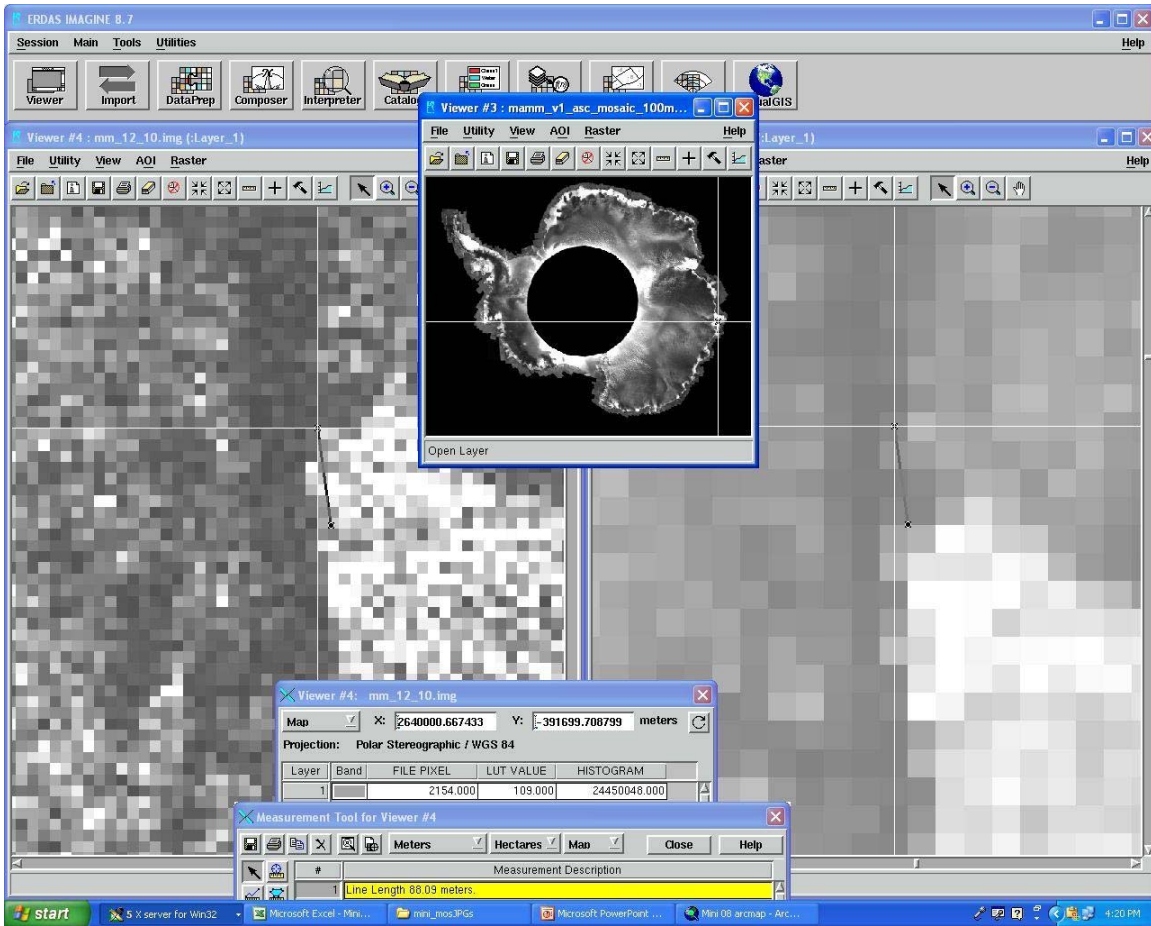 ERDAS IMAGINE 8.7
Session Main Tools Utilities Help
Viewer Import DataPrep Composer Interpreter
Viewer #3 : mamm_v1_asc_mosaic_100m...
File Utility View AOI Raster Help
Open Layer
Viewer #4 : mm_12_10.img (:Layer_1)
File Utility View AOI Raster
:Layer_1)
Help
Viewer #4: mm_12_10.img
Map X: 2640000.667433 Y: -391699.708799 meters
Projection: Polar Stereographic / WGS 84
Layer Band FILE PIXEL LUT VALUE HISTOGRAM
1 2154.000 109.000 24450048.000
Measurement Tool for Viewer #4
Meters Hectares Map Close Help
# Measurement Description
1 Line Length 88.09 meters.
start 5 X server for Win32 Microsoft Excel - Mini... mini_mosJPGs Microsoft PowerPoint ... Mini 08 arcmap - Arc... 4:20 PM